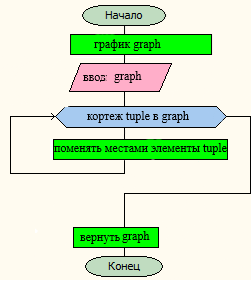 Начало
график graph
ввод: graph
кортеж tuple в graph
поменять местами элементы tuple
вернуть graph
Конец